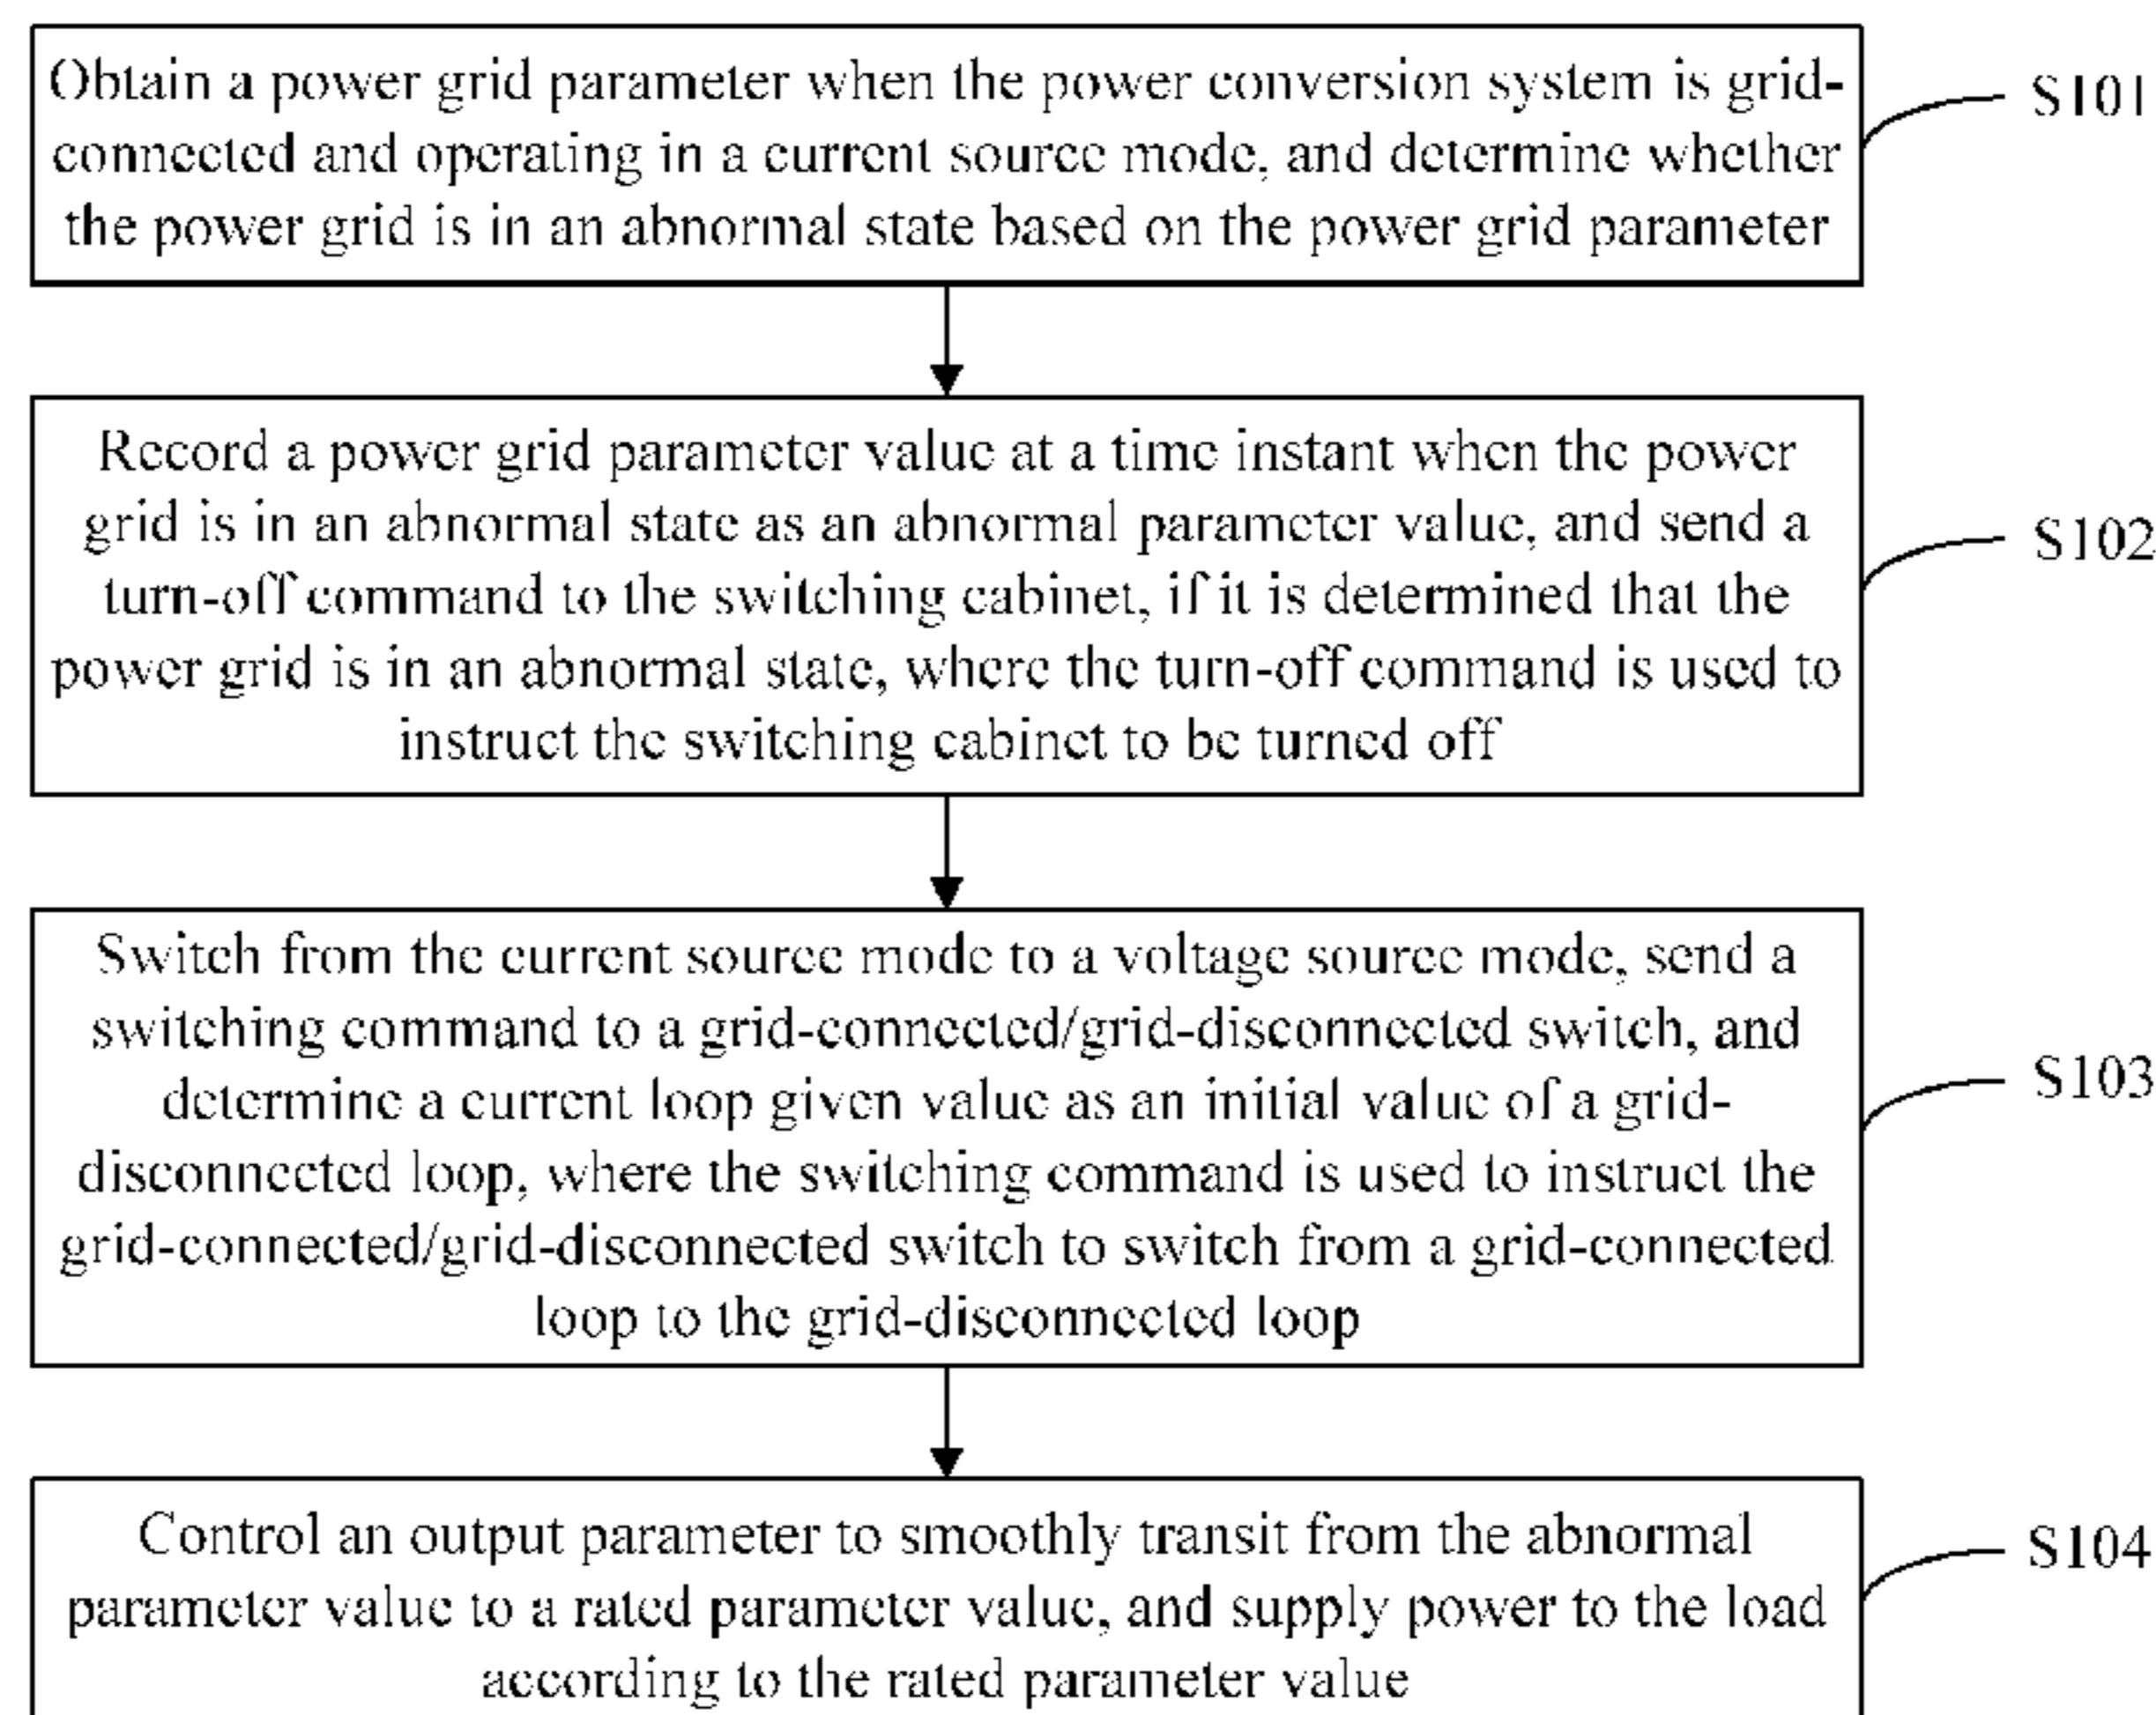 Obtain a power grid parameter when the power conversion system is grid-
connected and operating in a current source mode, and determine whether
the power grid is in an abnormal state based on the power grid parameter
S101
Record a power grid parameter value at a time instant when the power
grid is in an abnormal state as an abnormal parameter value, and send a
turn-off command to the switching cabinet, if it is determined that the
power grid is in an abnormal state, where the turn-off command is used to
instruct the switching cabinet to be turned off
S102
Switch from the current source mode to a voltage source mode, send a
switching command to a grid-connected/grid-disconnected switch, and
determine a current loop given value as an initial value of a grid-
disconnected loop, where the switching command is used to instruct the
grid-connected/grid-disconnected switch to switch from a grid-connected
loop to the grid-disconnected loop
S103
Control an output parameter to smoothly transit from the abnormal
parameter value to a rated parameter value, and supply power to the load
according to the rated parameter value
S104